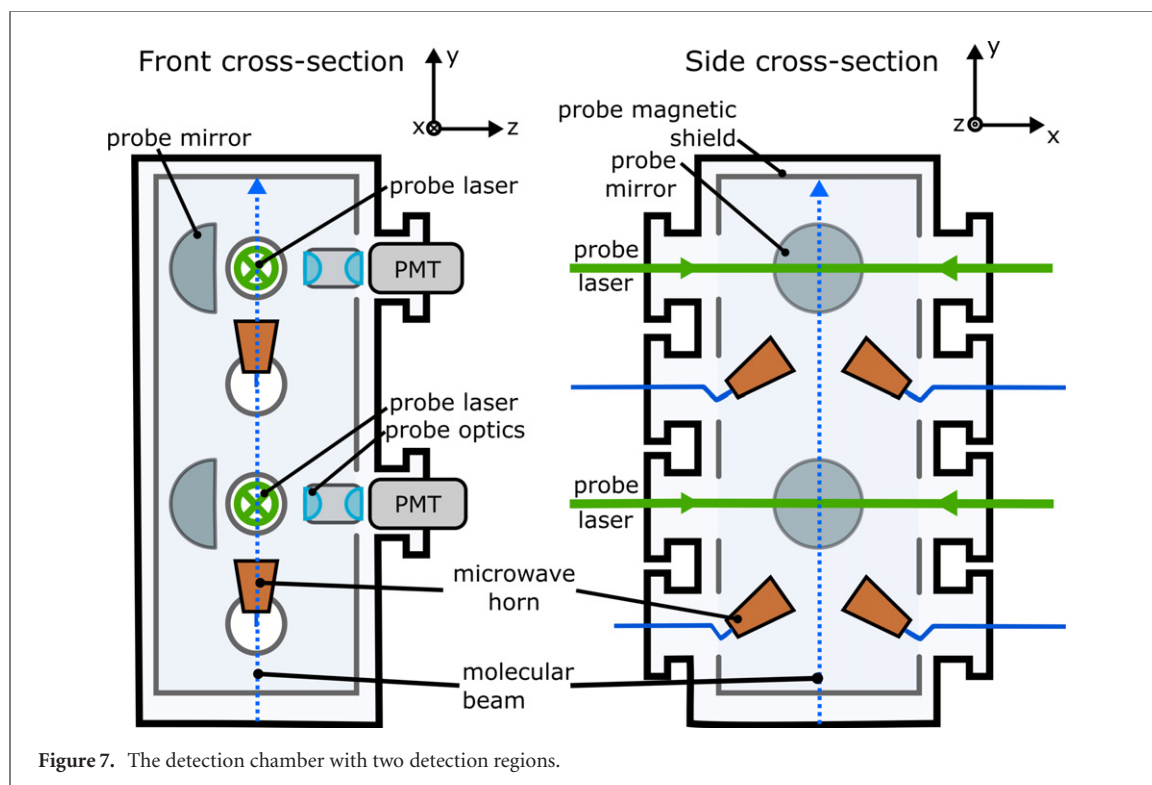 Front cross-section
y
x
z
probe mirror
probe laser
PMT
probe laser
probe optics
PMT
microwave
horn
molecular
beam
Side cross-section
y
z
x
probe magnetic
shield
probe
mirror
probe
laser
probe
laser
Figure 7. The detection chamber with two detection regions.